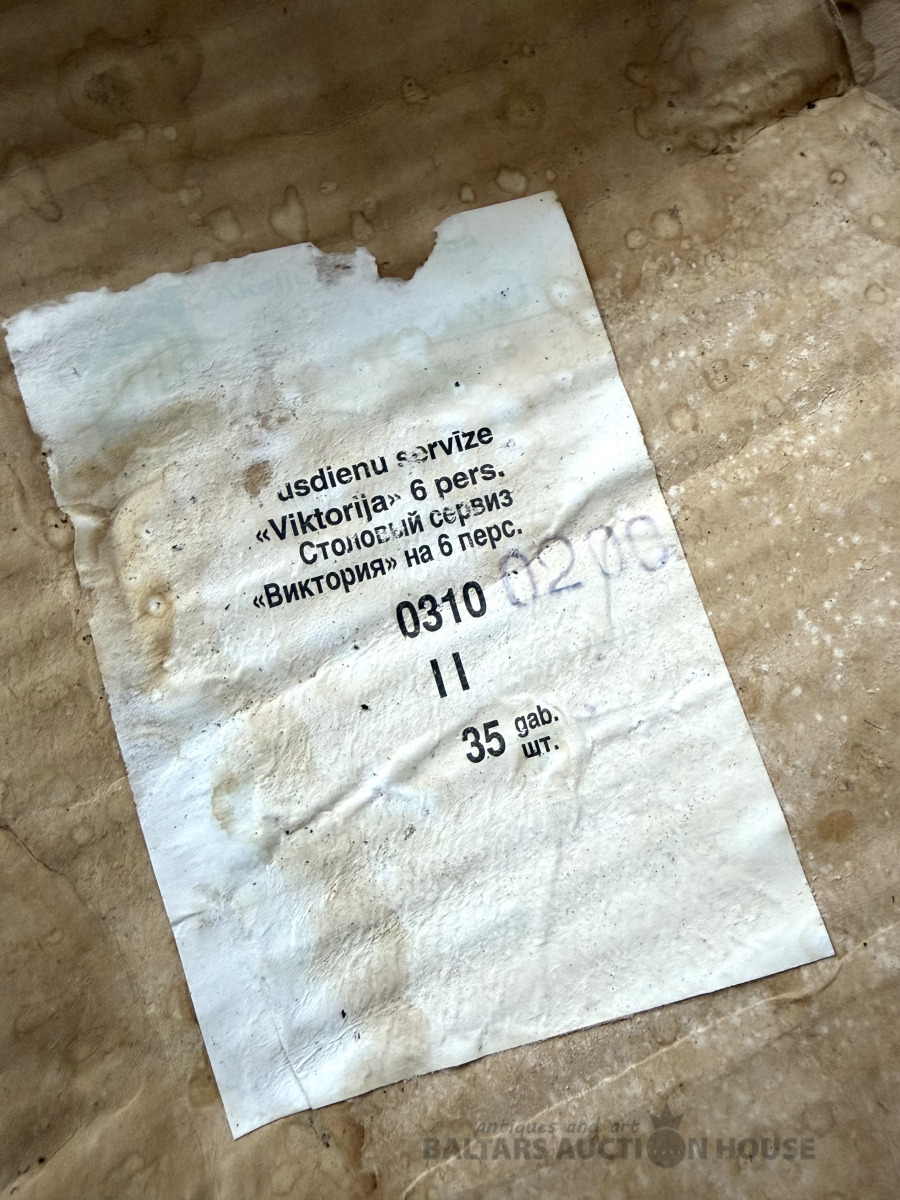 usdienu servīze
«Viktorija» 6 pers.
Столовый сервиз
«Виктория» на 6 перс.
0310
II
35 gab.
шт.
antiques and art
BALTARS AUCTION HOUSE